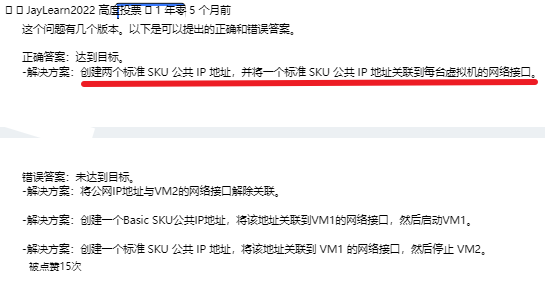 JayLearn2022 高度投票 1 年零 5 个月前
这个问题有几个版本。以下是可以提出的正确和错误答案。
正确答案：达到目标。
-解决方案：创建两个标准 SKU 公共 IP 地址，并将一个标准 SKU 公共 IP 地址关联到每台虚拟机的网络接口。
错误答案：未达到目标。
-解决方案：将公网IP地址与VM2的网络接口解除关联。
-解决方案：创建一个Basic SKU公共IP地址，将该地址关联到VM1的网络接口，然后启动VM1。
-解决方案：创建一个标准 SKU 公共 IP 地址，将该地址关联到 VM1 的网络接口，然后停止 VM2。
被点赞15次